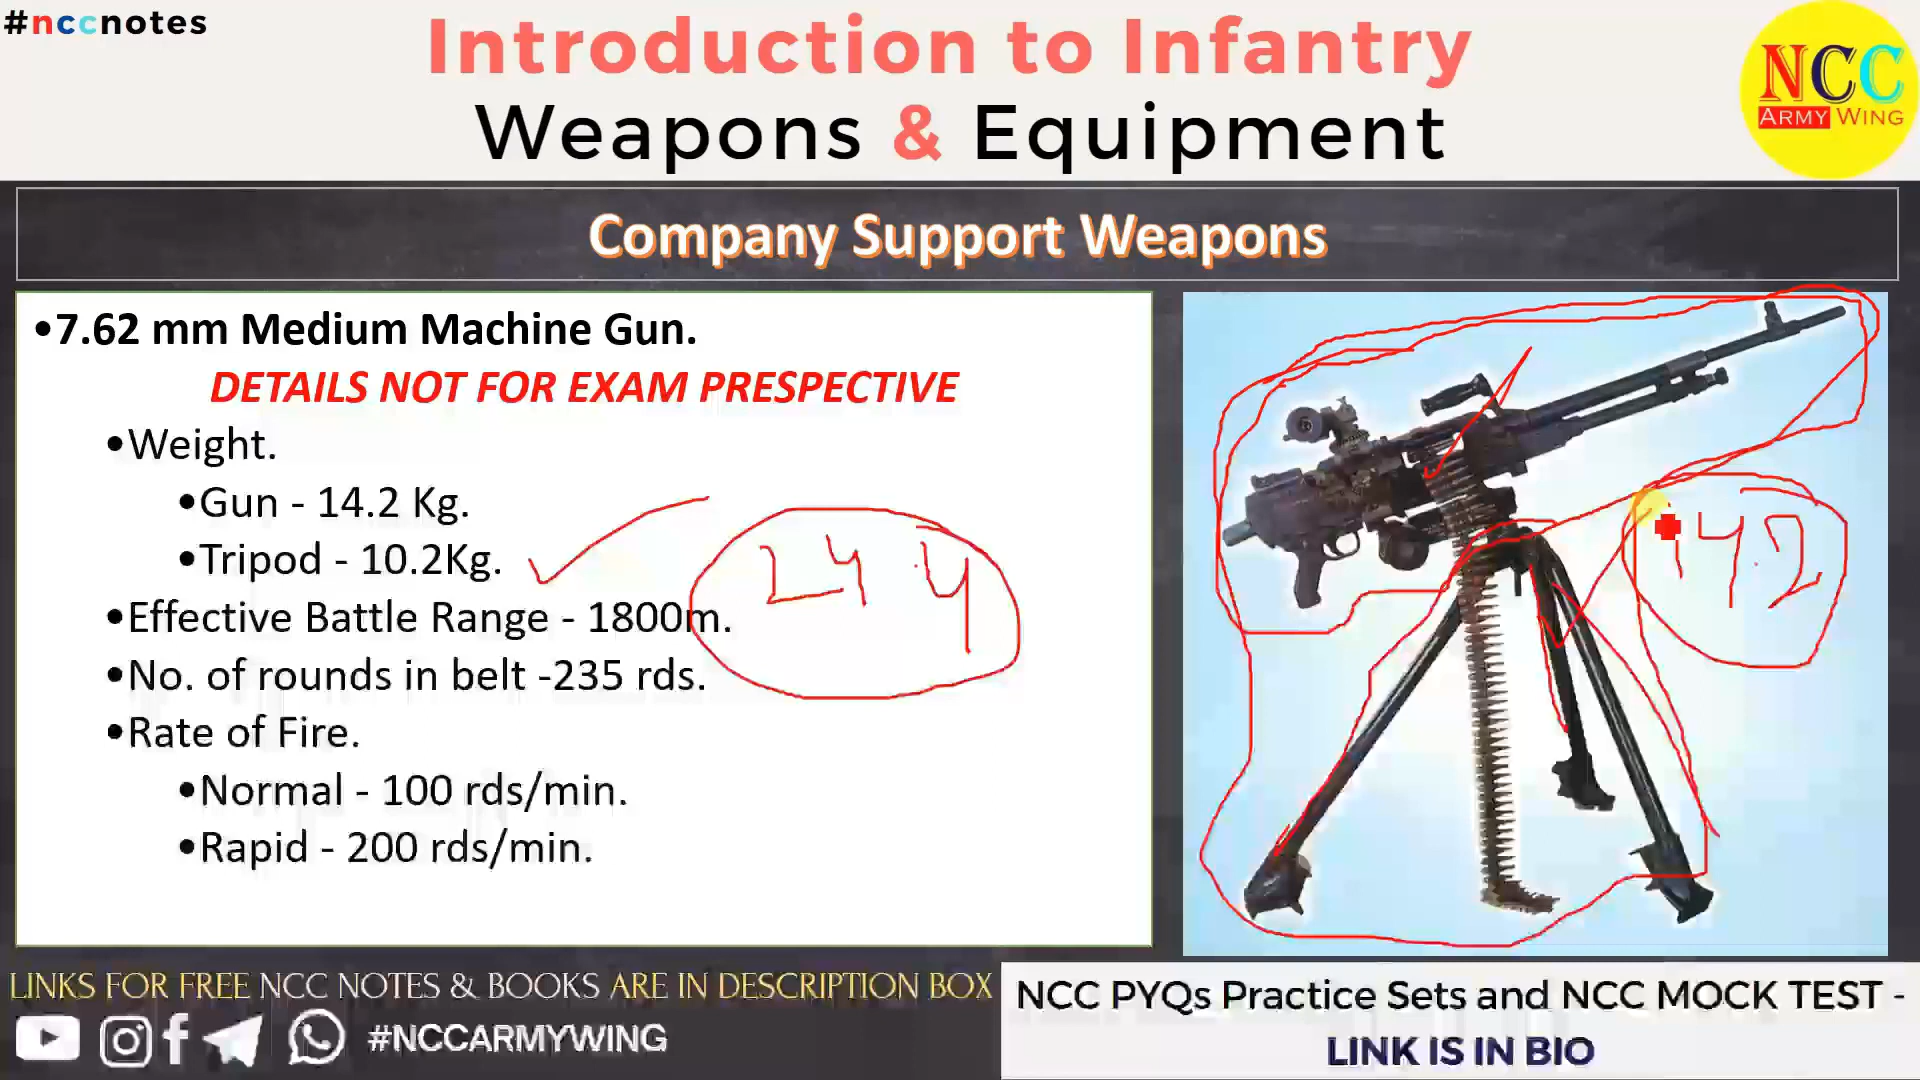 #nccnotes
Introduction to Infantry
Weapons & Equipment
NCC
ARMY WING
Company Support Weapons
•7.62 mm Medium Machine Gun.
DETAILS NOT FOR EXAM PRESPECTIVE
•Weight.
•Gun - 14.2 Kg.
•Tripod - 10.2Kg.
•Effective Battle Range - 1800m.
•No. of rounds in belt -235 rds.
•Rate of Fire.
•Normal - 100 rds/min.
•Rapid - 200 rds/min.
24.4
14.2
LINKS FOR FREE NCC NOTES & BOOKS ARE IN DESCRIPTION BOX
#NCCARMYWING
NCC PYQs Practice Sets and NCC MOCK TEST -
LINK IS IN BIO